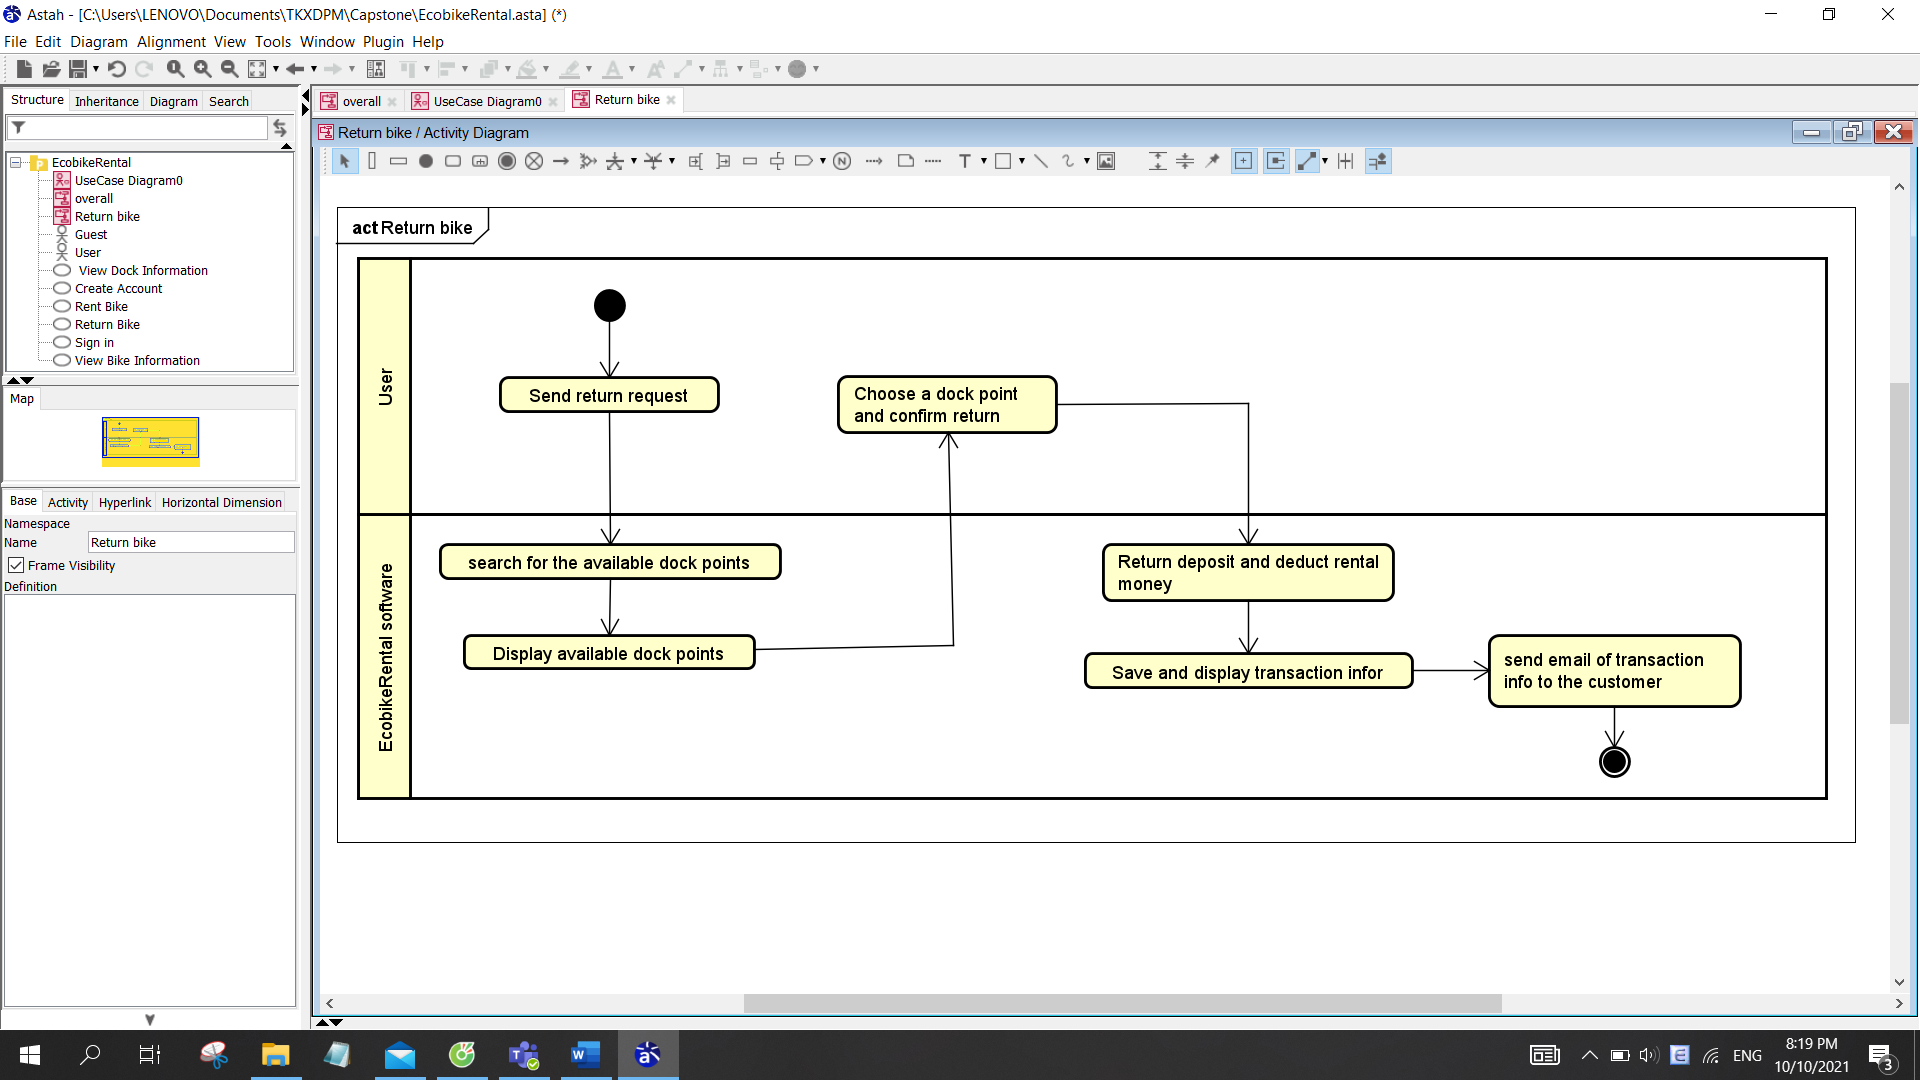 Astah - [C:\Users\LENOVO\Documents\TKXDPM\Capstone\EcobikeRental.asta] (*)
File Edit Diagram Alignment View Tools Window Plugin Help
Structure Inheritance Diagram Search
overall UseCase Diagram0 Return bike
Return bike / Activity Diagram
EcobikeRental
UseCase Diagram0
overall
Return bike
Guest
User
View Dock Information
Create Account
Rent Bike
Return Bike
Sign in
View Bike Information
Map
Base Activity Hyperlink Horizontal Dimension
Namespace
Name Return bike
Frame Visibility
Definition
act Return bike
User
Send return request
Choose a dock point
and confirm return
EcobikeRental software
search for the available dock points
Display available dock points
Return deposit and deduct rental
money
Save and display transaction infor
send email of transaction
info to the customer
ENG
8:19 PM
10/10/2021
3